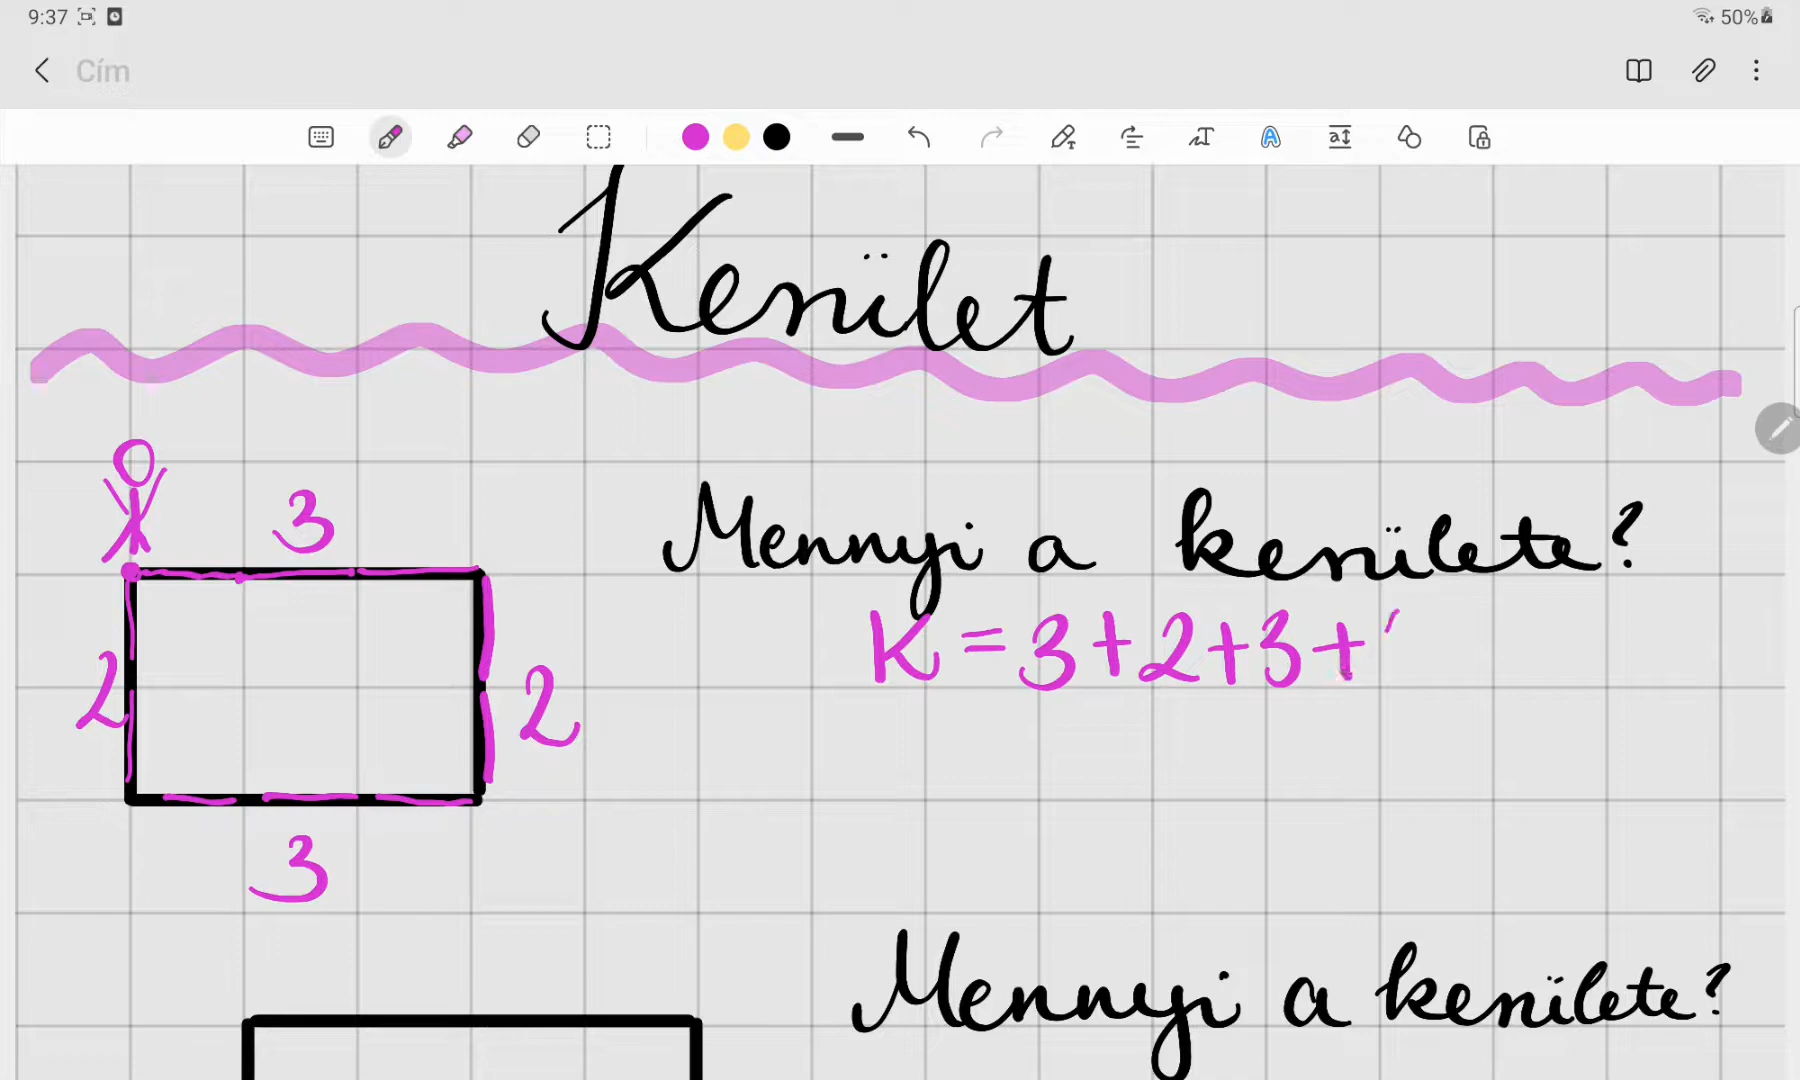 9:37
50%
Cím
Kerület
3
Mennyi a kerülete?
K=3+2+3+
2
2
3
Mennyi a kerülete?